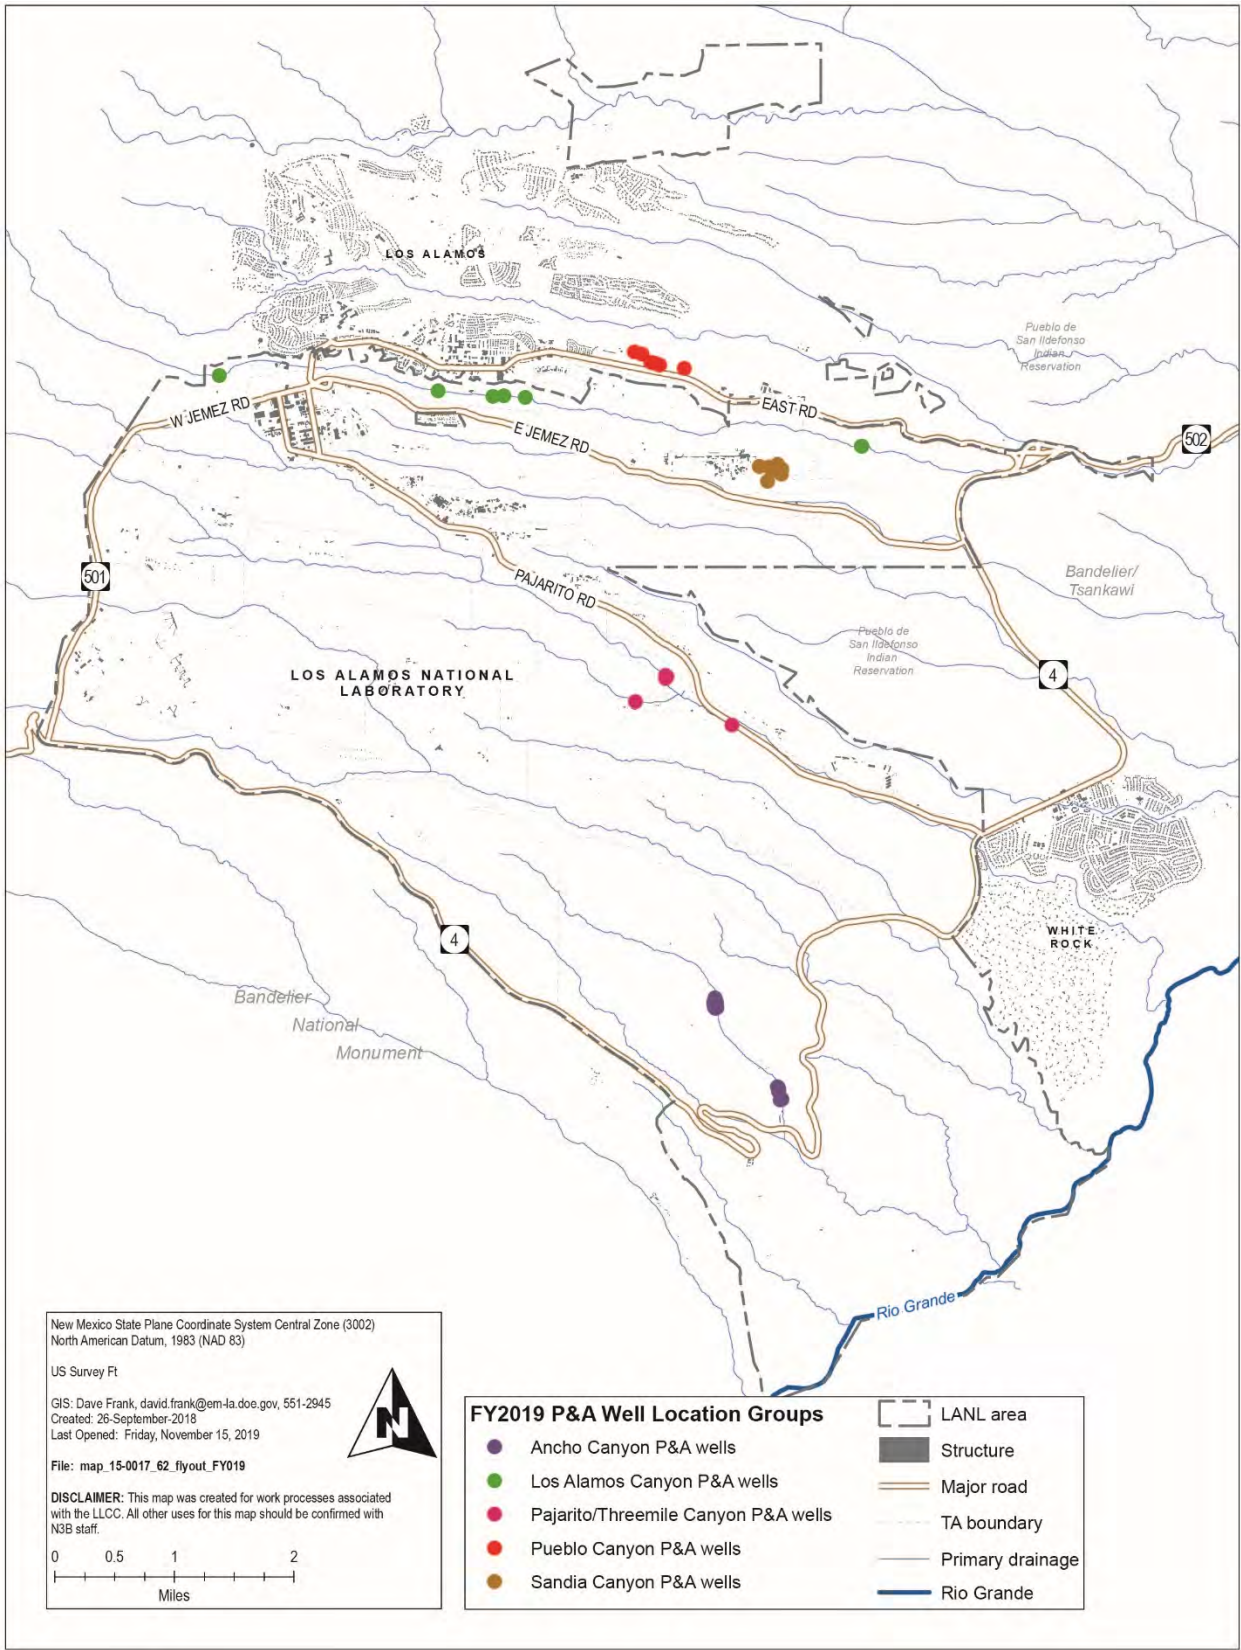 LOS ALAMOS
Pueblo de
San Ildefonso
Indian
Reservation
W JEMEZ RD
EAST RD
E JEMEZ RD
502
501
PAJARITO RD
Bandelier/
Tsankawi
Pueblo de
San Ildefonso
Indian
Reservation
LOS ALAMOS NATIONAL
LABORATORY
4
WHITE
ROCK
4
Bandelier
National
Monument
Rio Grande
New Mexico State Plane Coordinate System Central Zone (3002)
North American Datum, 1983 (NAD 83)
US Survey Ft
GIS: Dave Frank, david.frank@em-la.doe.gov, 551-2945
Created: 26-September-2018
Last Opened: Friday, November 15, 2019
File: map_15-0017_62_flyout_FY019
DISCLAIMER: This map was created for work processes associated
with the LLCC. All other uses for this map should be confirmed with
N3B staff.
0 0.5 1 2
Miles
N
FY2019 P&A Well Location Groups
Ancho Canyon P&A wells
Los Alamos Canyon P&A wells
Pajarito/Threemile Canyon P&A wells
Pueblo Canyon P&A wells
Sandia Canyon P&A wells
LANL area
Structure
Major road
TA boundary
Primary drainage
Rio Grande